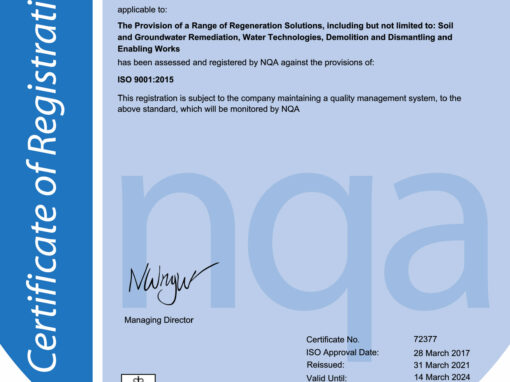 Certificate of Registrati
applicable to:
The Provision of a Range of Regeneration Solutions, including but not limited to: Soil
and Groundwater Remediation, Water Technologies, Demolition and Dismantling and
Enabling Works
has been assessed and registered by NQA against the provisions of:
ISO 9001:2015
This registration is subject to the company maintaining a quality management system, to the
above standard, which will be monitored by NQA
nqa
Managing Director
Certificate No. 72377
ISO Approval Date: 28 March 2017
Reissued: 31 March 2021
Valid Until: 14 March 2024